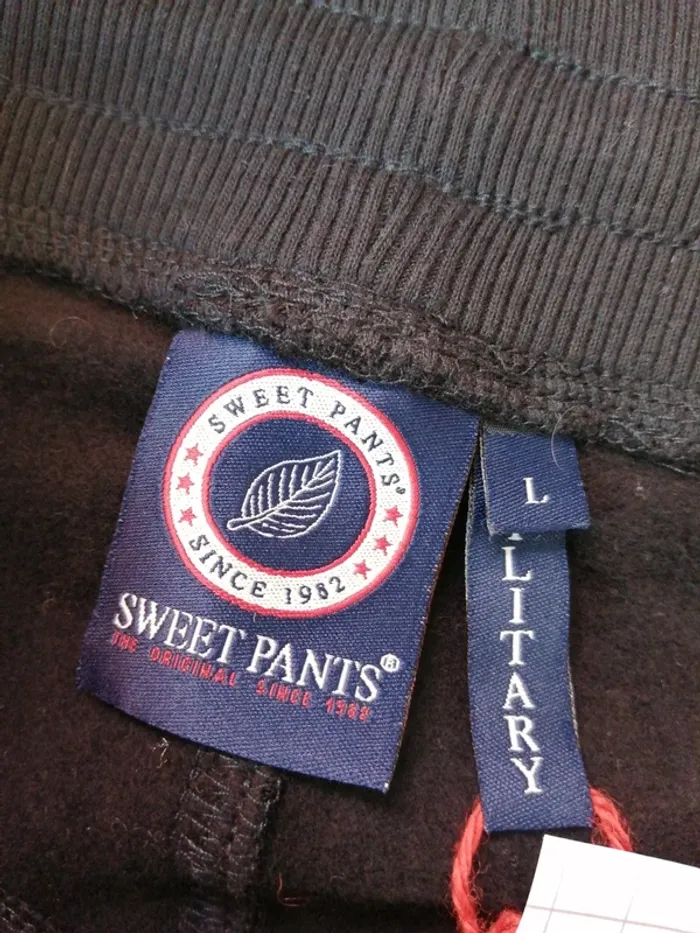 SWEET PANTS®
SINCE 1982
SWEET PANTS®
THE ORIGINAL SINCE 1982
L
LITARY